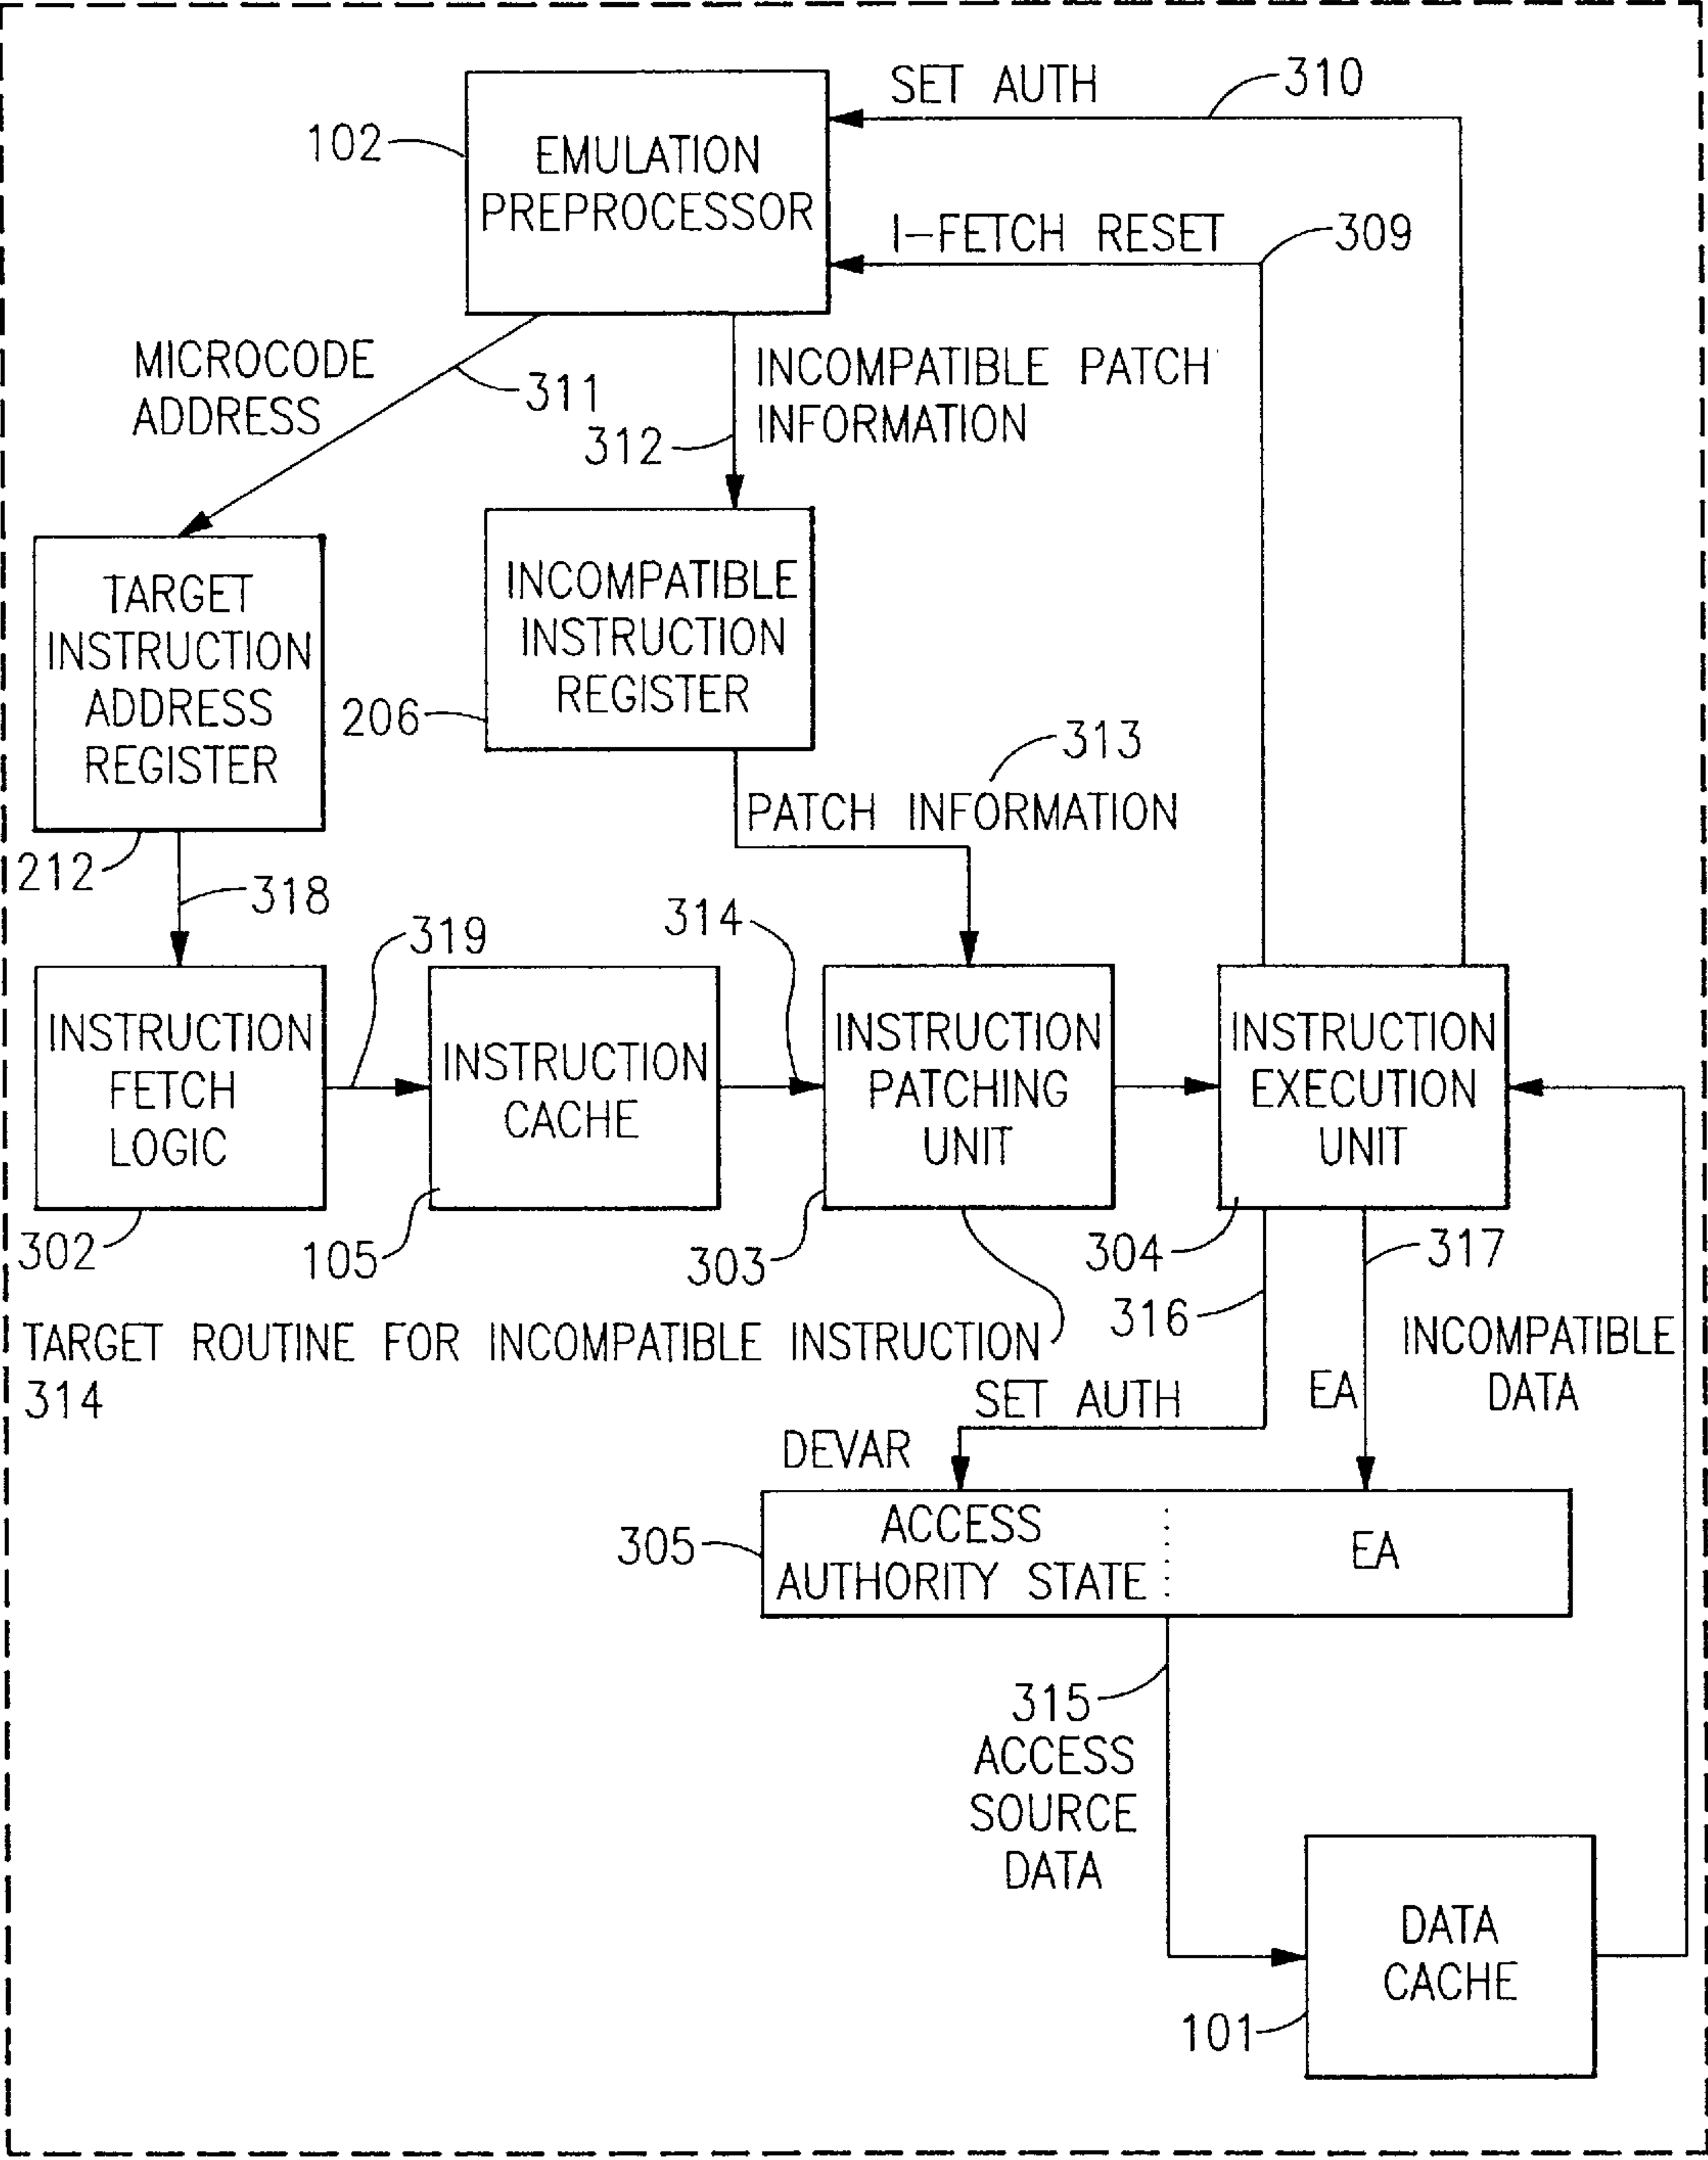 SET AUTH
310
102
EMULATION
PREPROCESSOR
I-FETCH RESET
309
MICROCODE
ADDRESS
311
INCOMPATIBLE PATCH
INFORMATION
312
TARGET
INSTRUCTION
ADDRESS
REGISTER
212
INCOMPATIBLE
INSTRUCTION
REGISTER
206
313
PATCH INFORMATION
318
319
314
INSTRUCTION
FETCH
LOGIC
302
INSTRUCTION
CACHE
105
INSTRUCTION
PATCHING
UNIT
303
INSTRUCTION
EXECUTION
UNIT
304
317
316
TARGET ROUTINE FOR INCOMPATIBLE INSTRUCTION
314
INCOMPATIBLE
DATA
SET AUTH
EA
DEVAR
305
ACCESS
AUTHORITY STATE
EA
315
ACCESS
SOURCE
DATA
DATA
CACHE
101